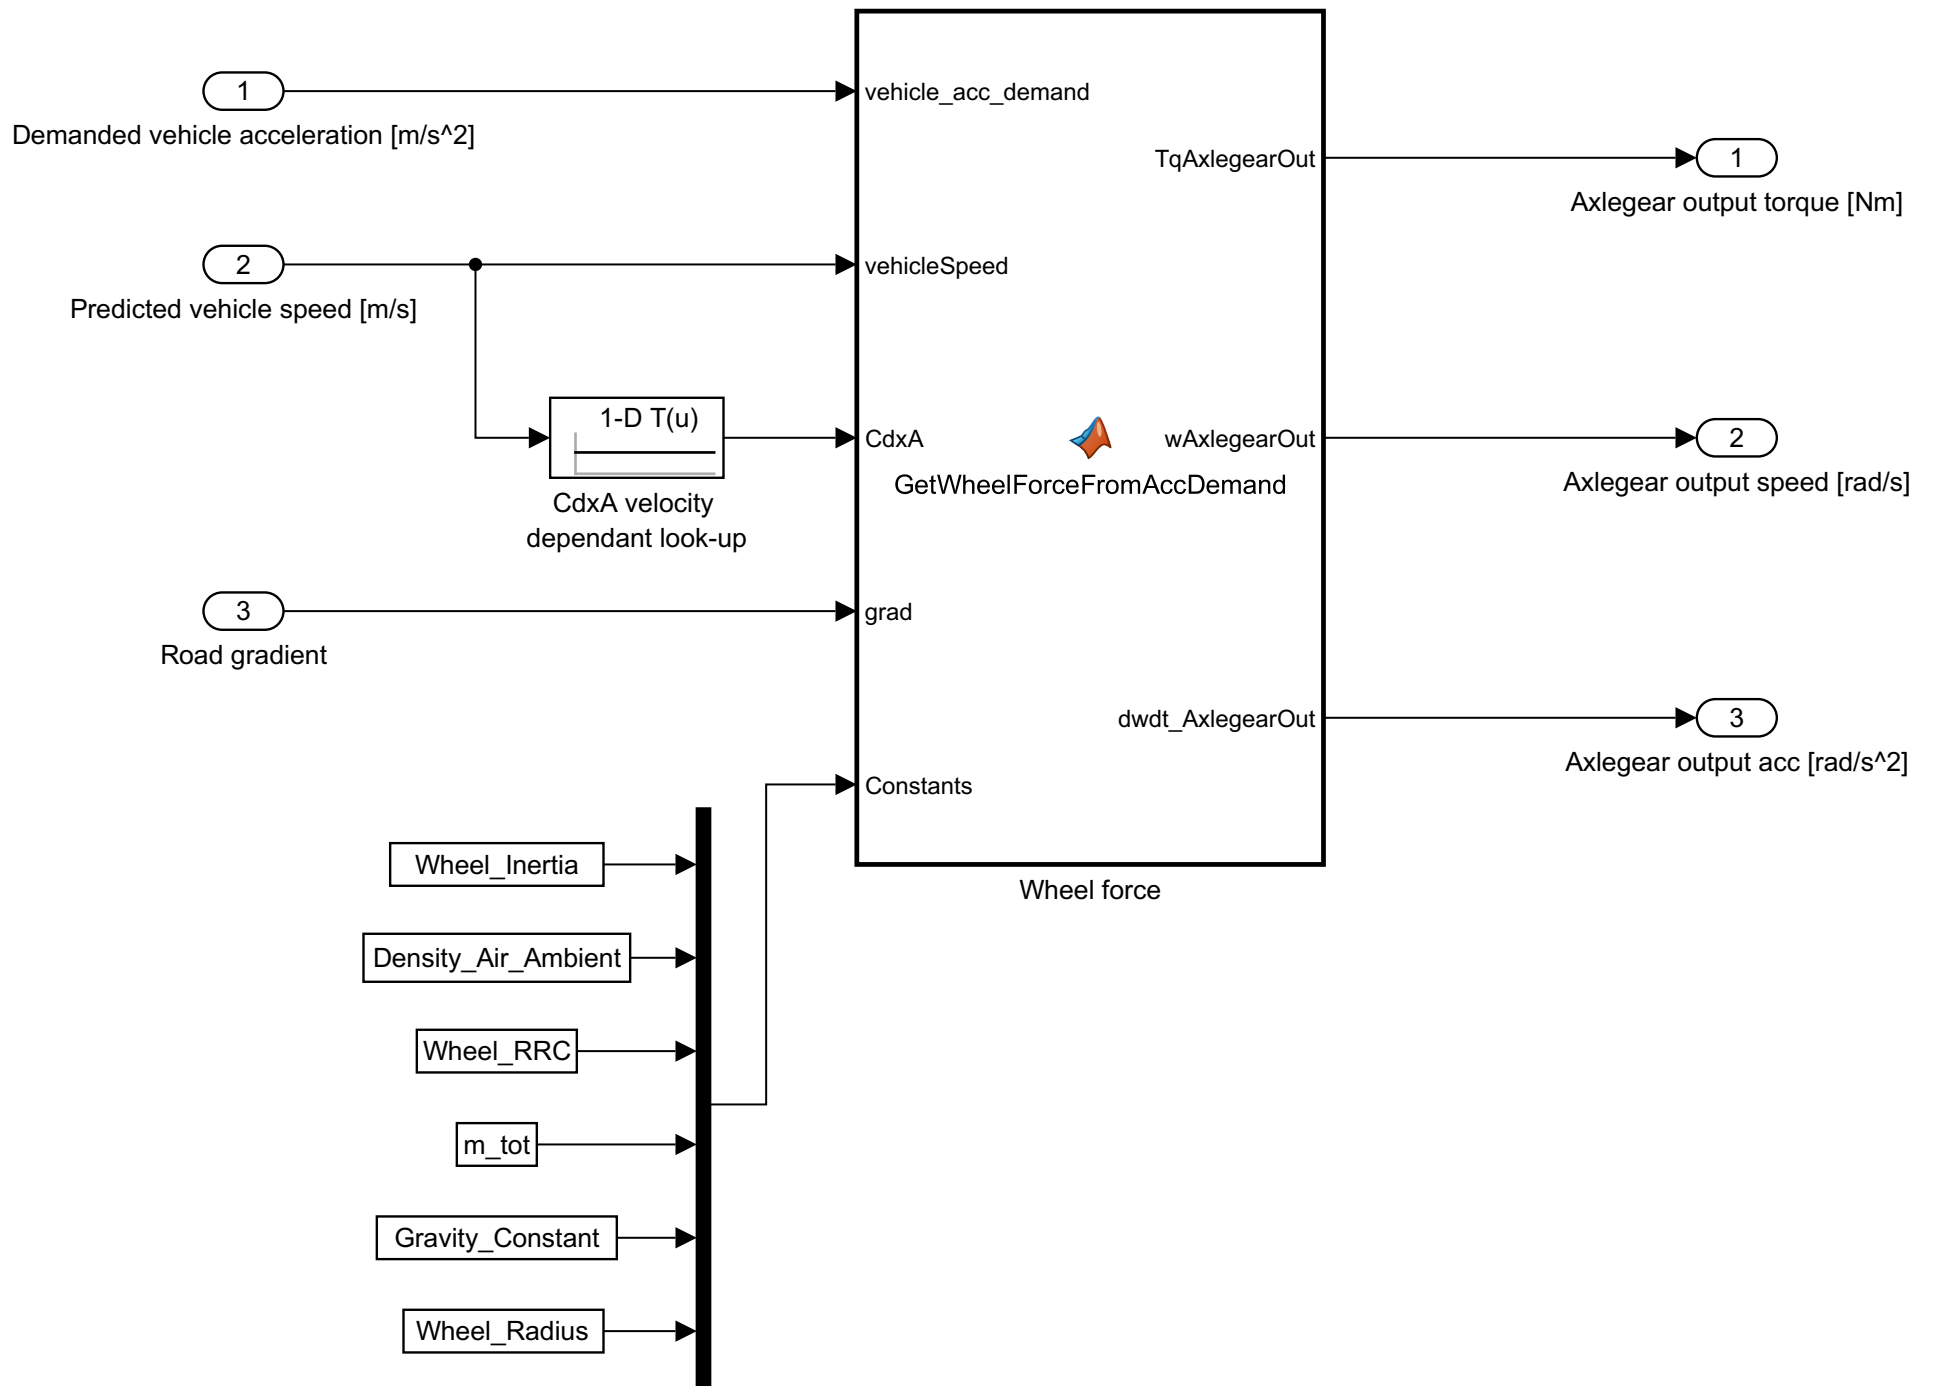 1
Demanded vehicle acceleration [m/s^2]
2
Predicted vehicle speed [m/s]
1-D T(u)
CdxA velocity
dependant look-up
3
Road gradient
Wheel_Inertia
Density_Air_Ambient
Wheel_RRC
m_tot
Gravity_Constant
Wheel_Radius
vehicle_acc_demand
vehicleSpeed
CdxA
grad
Constants
GetWheelForceFromAccDemand
TqAxlegearOut
wAxlegearOut
dwdt_AxlegearOut
Wheel force
1
Axlegear output torque [Nm]
2
Axlegear output speed [rad/s]
3
Axlegear output acc [rad/s^2]